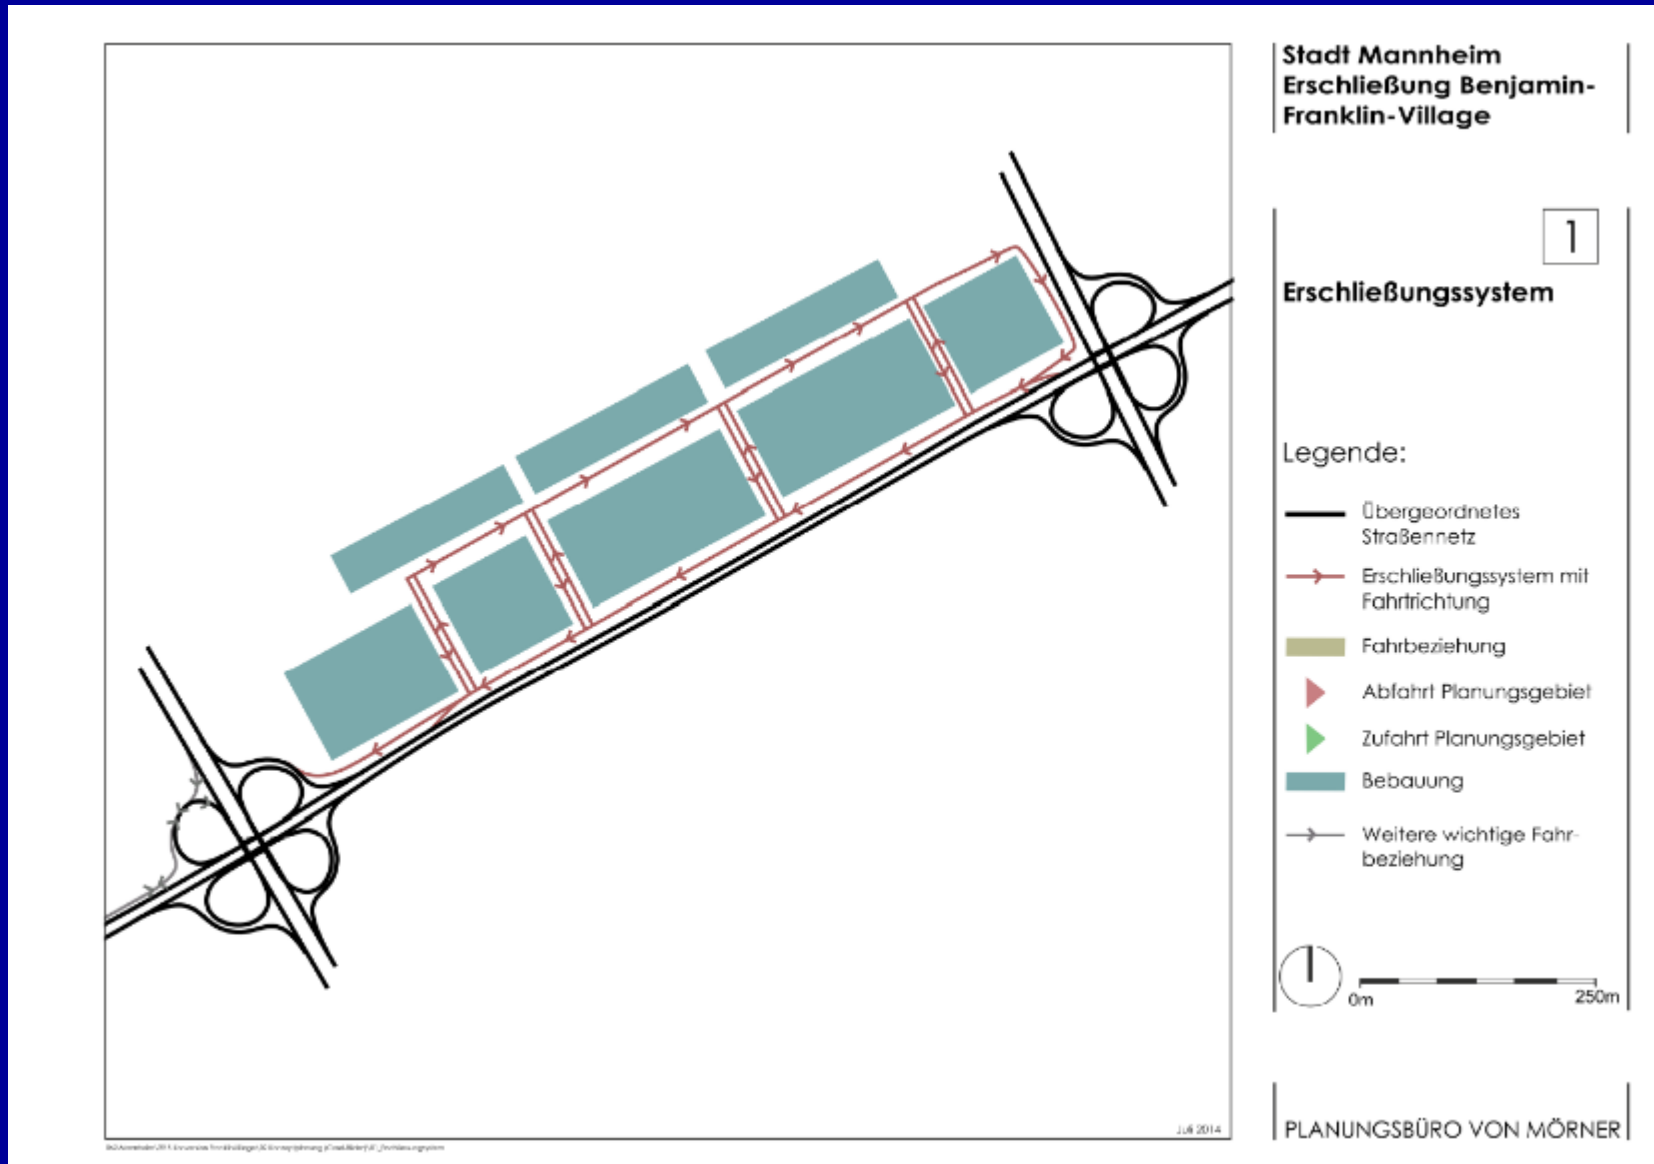 Stadt Mannheim
Erschließung Benjamin-
Franklin-Village
1
Erschließungssystem
Legende:
Übergeordnetes
Straßennetz
Erschließungssystem mit
Fahrtrichtung
Fahrbeziehung
Abfahrt Planungsgebiet
Zufahrt Planungsgebiet
Bebauung
Weitere wichtige Fahr-
beziehung
0m
250m
Juli 2014
PLANUNGSBÜRO VON MÖRNER